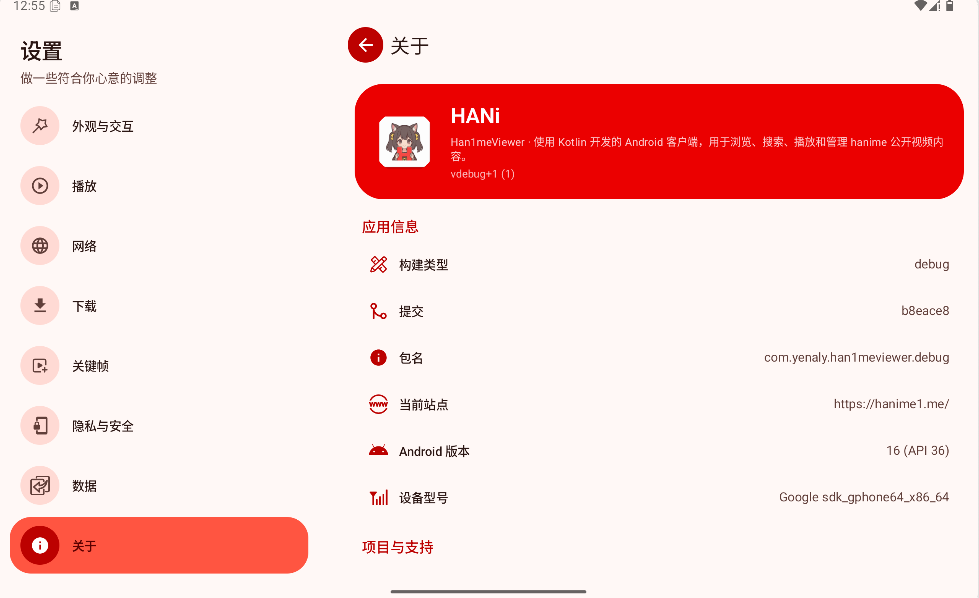 12:55
设置
做一些符合你心意的调整
外观与交互
播放
网络
下载
关键帧
隐私与安全
数据
关于
关于
HANi
Han1meViewer · 使用 Kotlin 开发的 Android 客户端，用于浏览、搜索、播放和管理 hanime 公开视频内
容。
vdebug+1 (1)
应用信息
构建类型 debug
提交 b8eace8
包名 com.yenaly.han1meviewer.debug
当前站点 https://hanime1.me/
Android 版本 16 (API 36)
设备型号 Google sdk_gphone64_x86_64
项目与支持